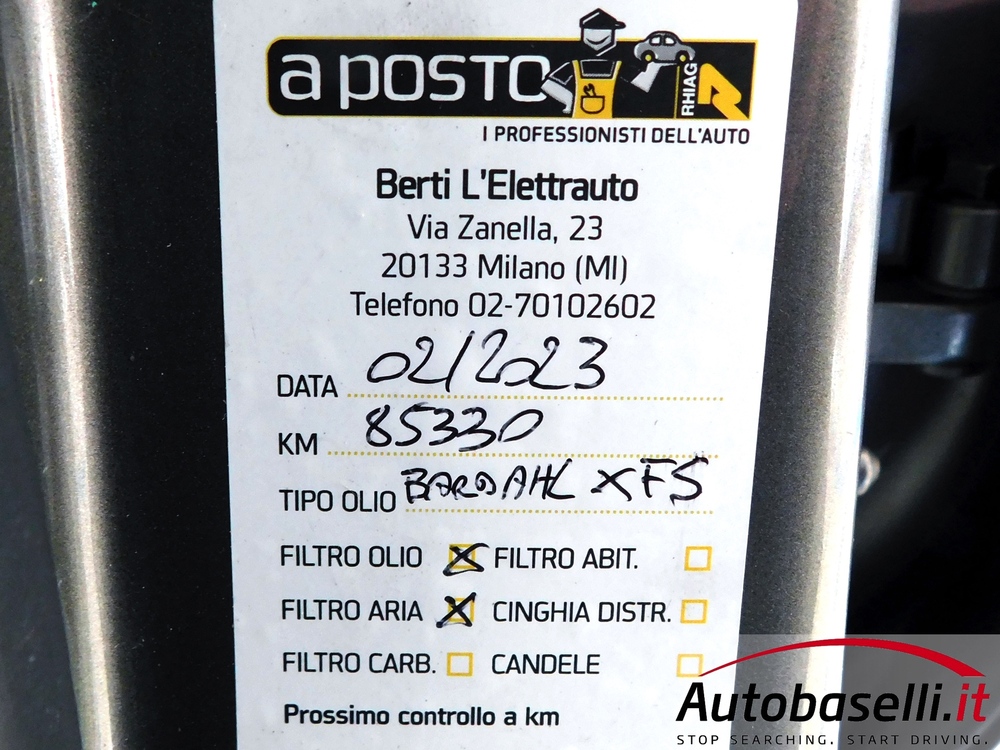 a posto
RHIAG
I PROFESSIONISTI DELL'AUTO
Berti L'Elettrauto
Via Zanella, 23
20133 Milano (MI)
Telefono 02-70102602
DATA 02/2023
KM 85330
TIPO OLIO BARDAHL XFS
FILTRO OLIO X FILTRO ABIT.
FILTRO ARIA X CINGHIA DISTR.
FILTRO CARB. CANDELE
Prossimo controllo a km
Autobaselli.it
STOP SEARCHING. START DRIVING.